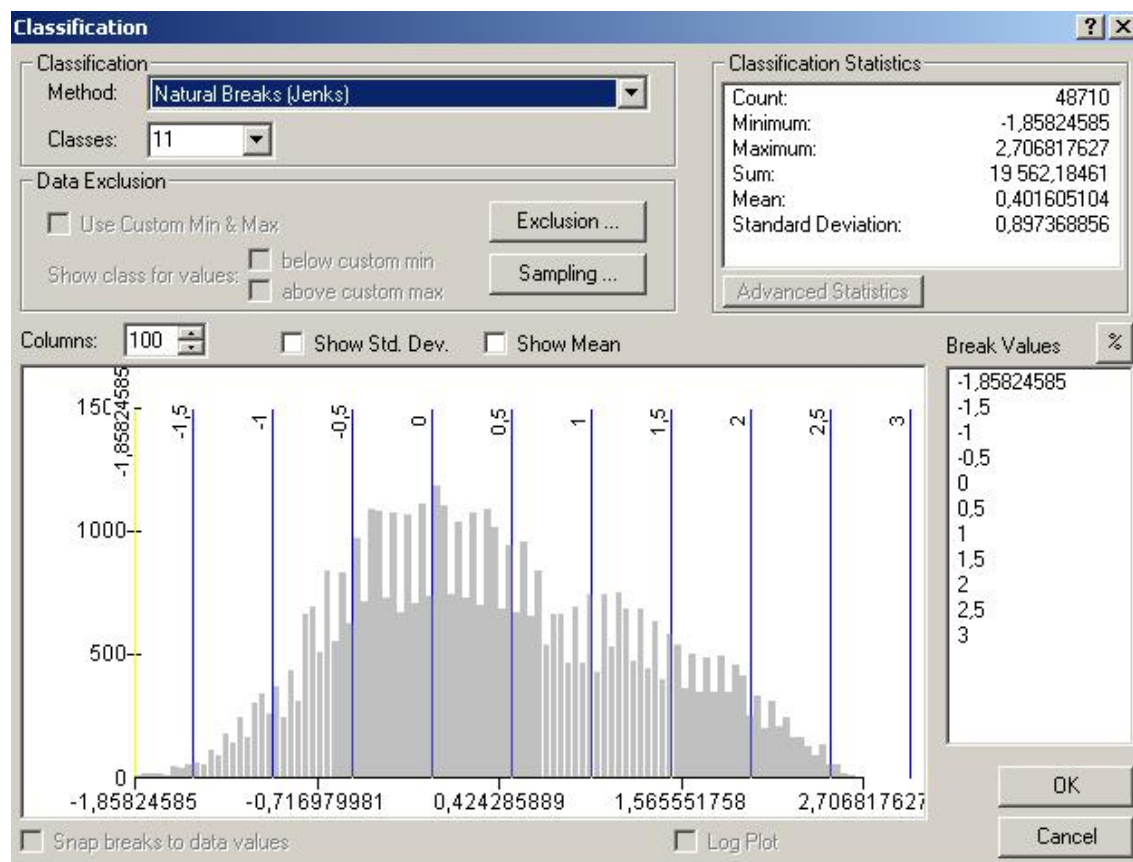 Classification
Classification
Method: Natural Breaks (Jenks)
Classes: 11
Data Exclusion
Use Custom Min & Max
Exclusion ...
Show class for values:
below custom min
above custom max
Sampling ...
Classification Statistics
Count: 48710
Minimum: -1,85824585
Maximum: 2,706817627
Sum: 19 562,18461
Mean: 0,401605104
Standard Deviation: 0,897368856
Advanced Statistics
Columns: 100
Show Std. Dev.
Show Mean
Break Values
%
-1,85824585
-1,5
-1
-0,5
0
0,5
1
1,5
2
2,5
3
1000
500
0
-1,85824585
-1,5
-1
-0,5
0
0,5
1
1,5
2
2,5
3
-1,85824585 -0,716979981 0,424285889 1,565551758 2,706817627
Snap breaks to data values
Log Plot
OK
Cancel